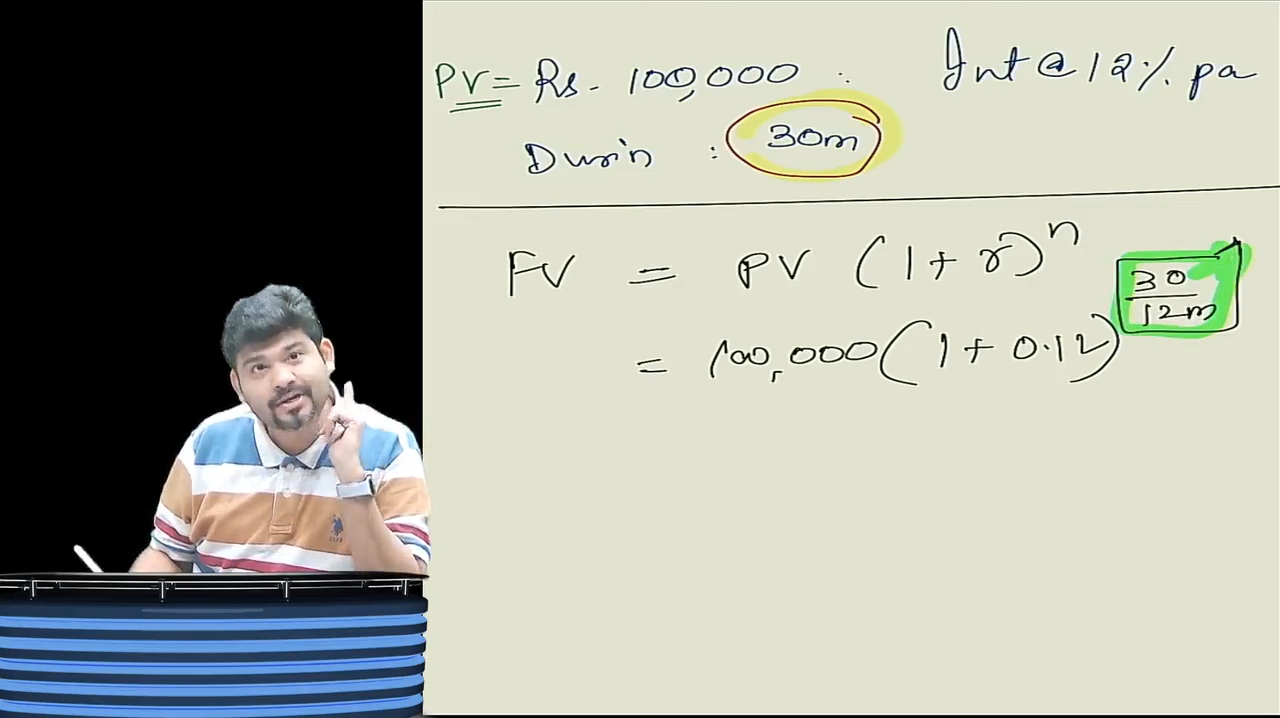 PV = Rs. 100,000 Int @ 12% pa
Durin : 30m
FV = PV (1 + r)^n
= 100,000 (1 + 0.12)^30/12m